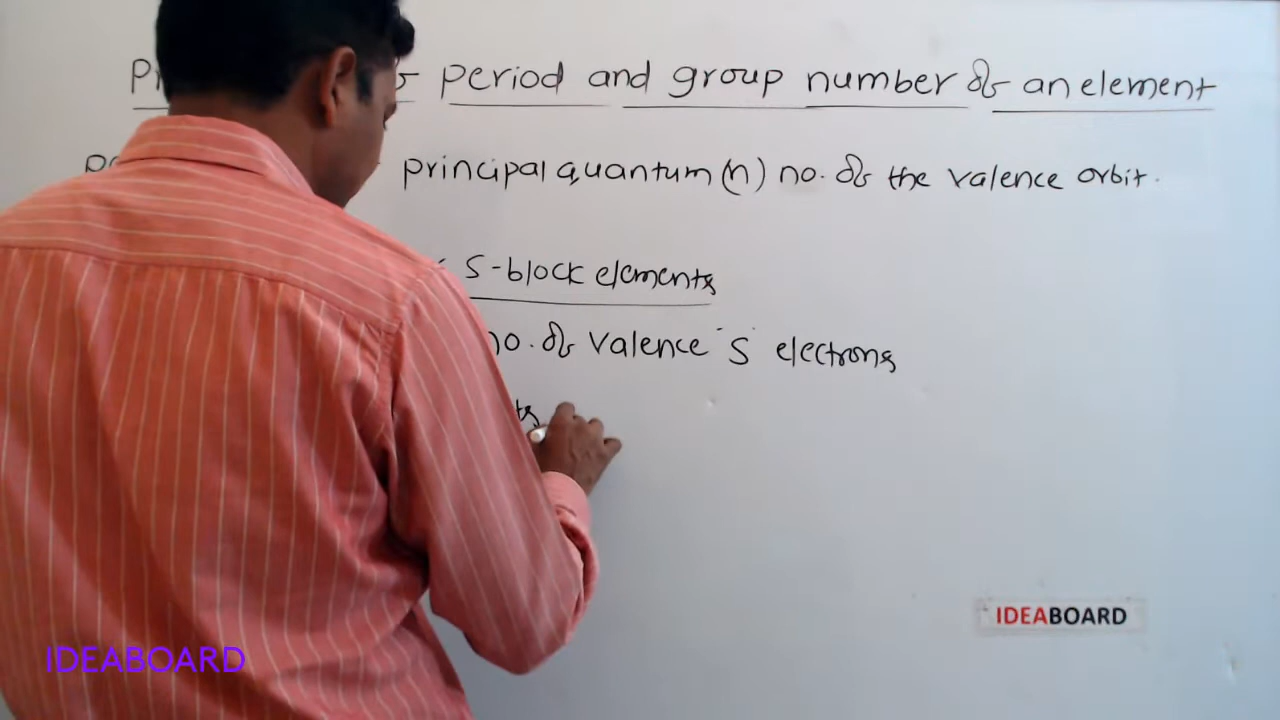 period and group number of an element
principal quantum (n) no. of the valence orbit.
S-block elements
no. of valence 's' electrons
IDEABOARD
IDEABOARD